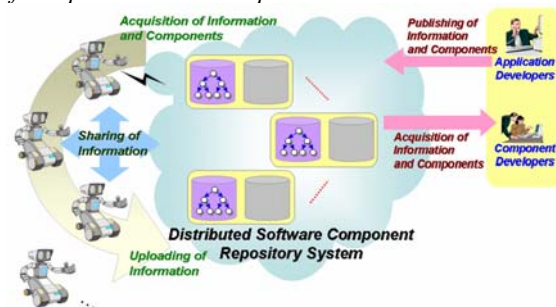 Acquisition of Information
and Components
Publishing of
Information
and Components
Application
Developers
Sharing of
Information
Acquisition of
Information
and Components
Component
Developers
Distributed Software Component
Repository System
Uploading of
Information
...